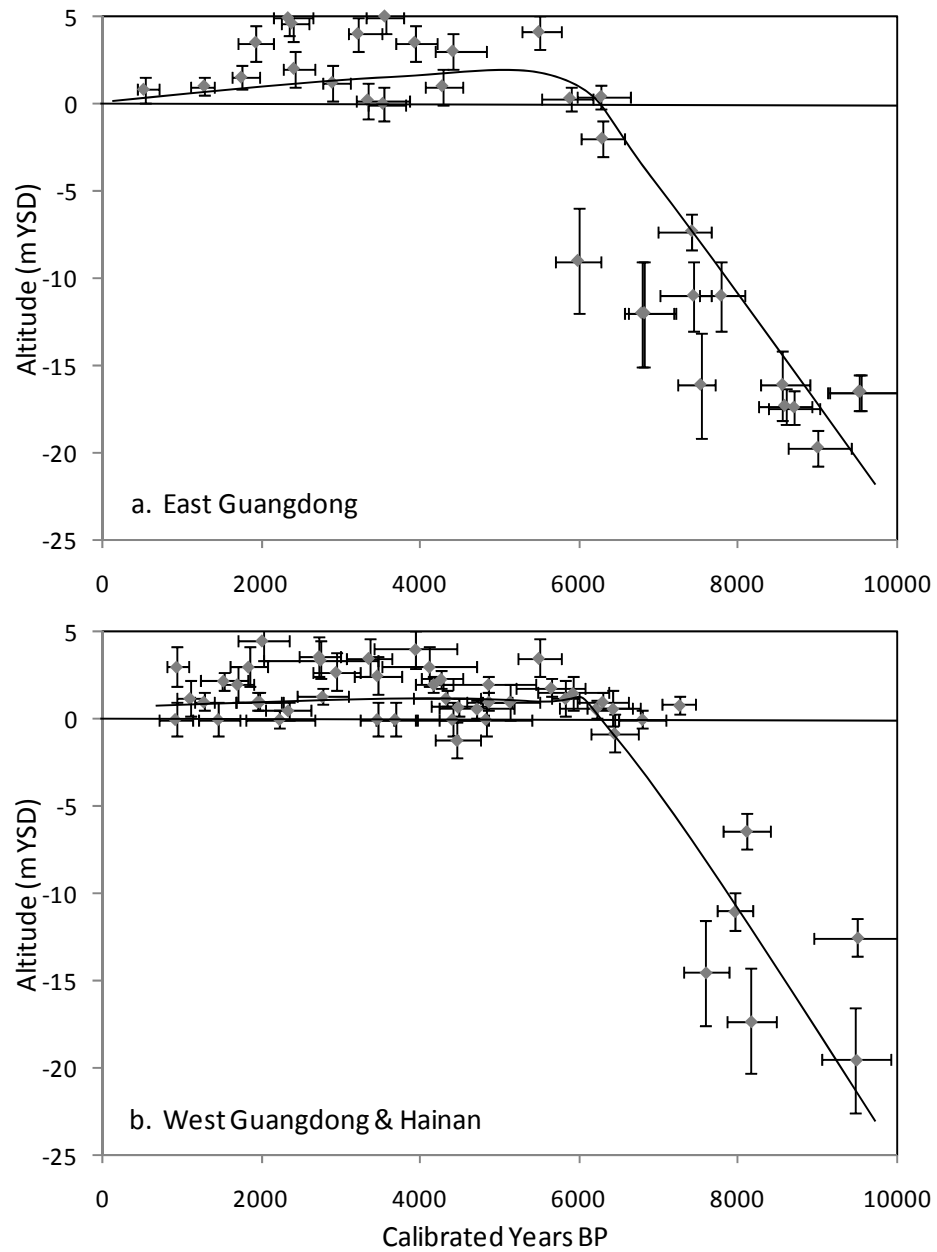 5
0
-5
-10
-15
-20
-25
Altitude (m YSD)
a. East Guangdong
0 2000 4000 6000 8000 10000
5
0
-5
-10
-15
-20
-25
Altitude (m YSD)
b. West Guangdong & Hainan
0 2000 4000 6000 8000 10000
Calibrated Years BP